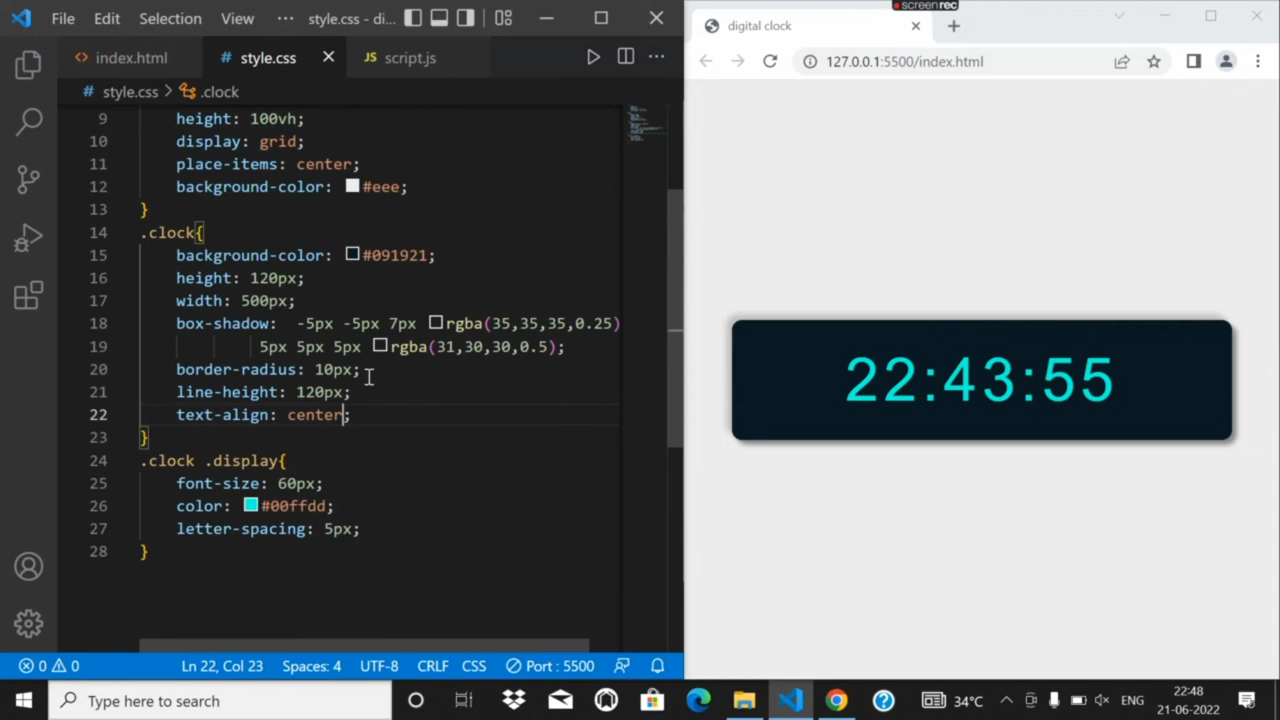 File Edit Selection View ··· style.css - di...
index.html # style.css JS script.js ···
# style.css > .clock
9 height: 100vh;
10 display: grid;
11 place-items: center;
12 background-color: #eee;
13 }
14 .clock{
15 background-color: #091921;
16 height: 120px;
17 width: 500px;
18 box-shadow: -5px -5px 7px rgba(35,35,35,0.25)
19 5px 5px 5px rgba(31,30,30,0.5);
20 border-radius: 10px;
21 line-height: 120px;
22 text-align: center;
23 }
24 .clock .display{
25 font-size: 60px;
26 color: #00ffdd;
27 letter-spacing: 5px;
28 }
0 0 Ln 22, Col 23 Spaces: 4 UTF-8 CRLF CSS Port : 5500
screenrec
digital clock
127.0.0.1:5500/index.html
22:43:55
Type here to search
34°C ENG 22:48
21-06-2022